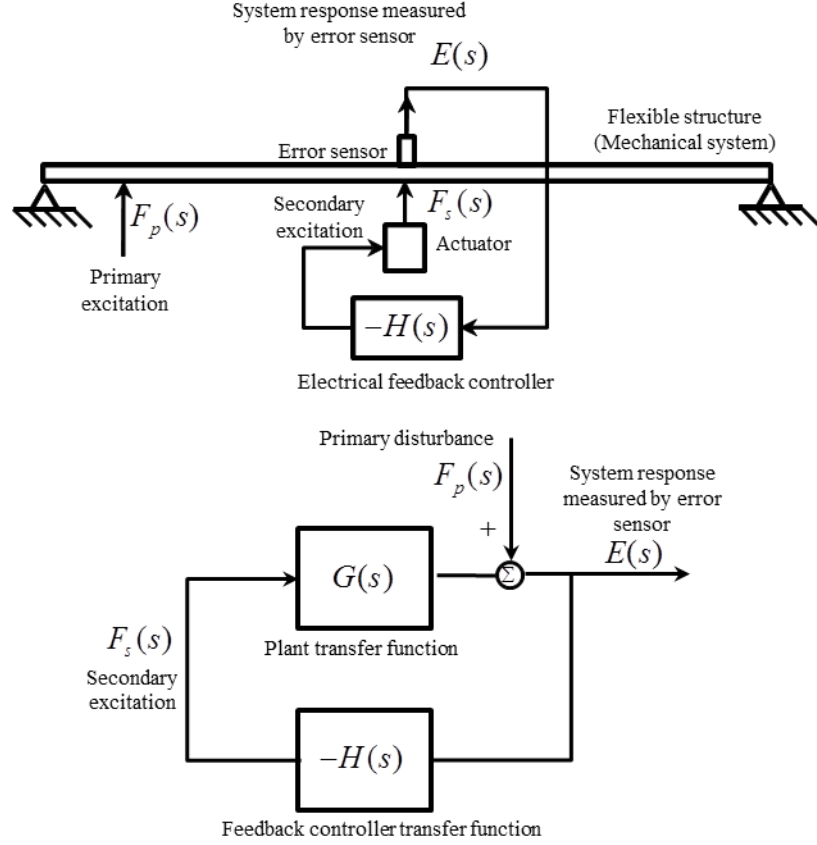 System response measured
by error sensor
E(s)
Flexible structure
(Mechanical system)
Error sensor
F_p(s)
Secondary
excitation
F_s(s)
Actuator
Primary
excitation
−H(s)
Electrical feedback controller
Primary disturbance
F_p(s)
+
System response
measured by error
sensor
E(s)
G(s)
Σ
Plant transfer function
F_s(s)
Secondary
excitation
−H(s)
Feedback controller transfer function